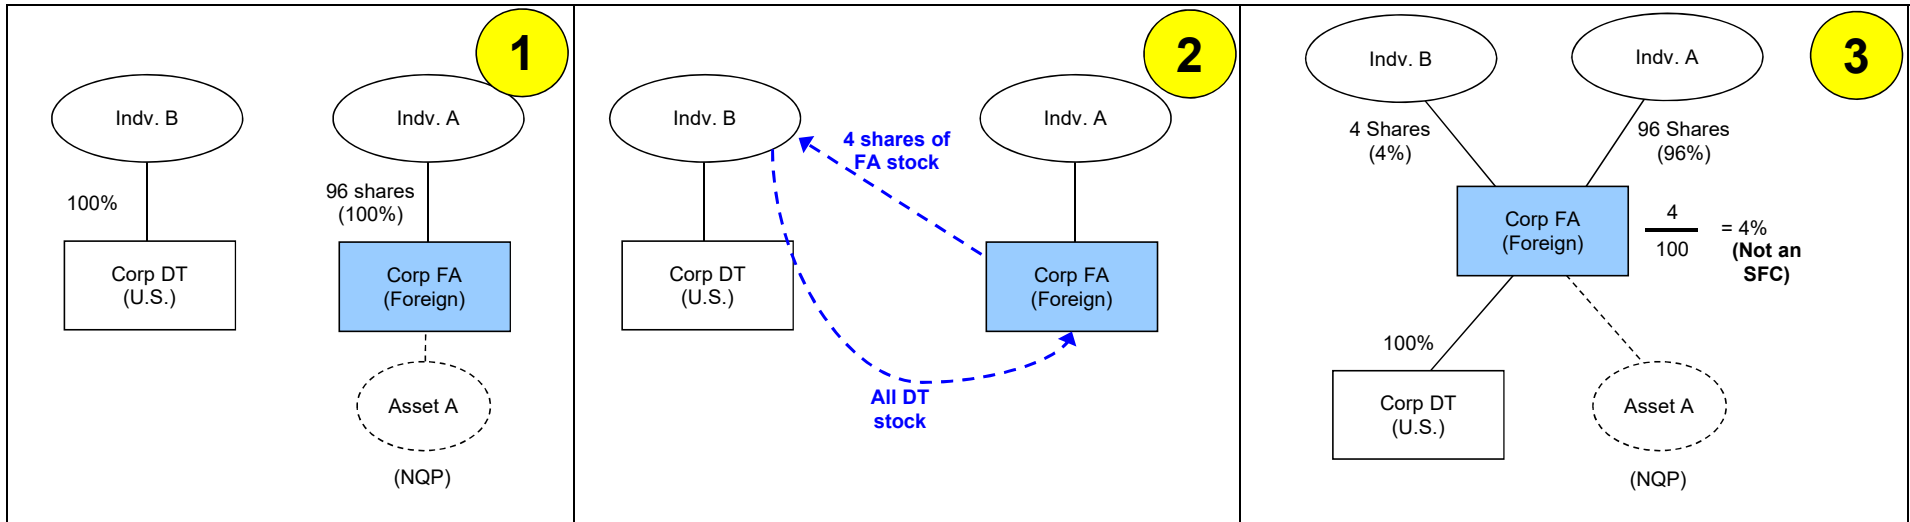 1
Indv. B
Indv. A
100%
96 shares
(100%)
Corp DT
(U.S.)
Corp FA
(Foreign)
Asset A
(NQP)
2
Indv. B
Indv. A
4 shares of
FA stock
Corp DT
(U.S.)
Corp FA
(Foreign)
All DT
stock
3
Indv. B
Indv. A
4 Shares
(4%)
96 Shares
(96%)
Corp FA
(Foreign)
4
100
= 4%
(Not an
SFC)
100%
Corp DT
(U.S.)
Asset A
(NQP)